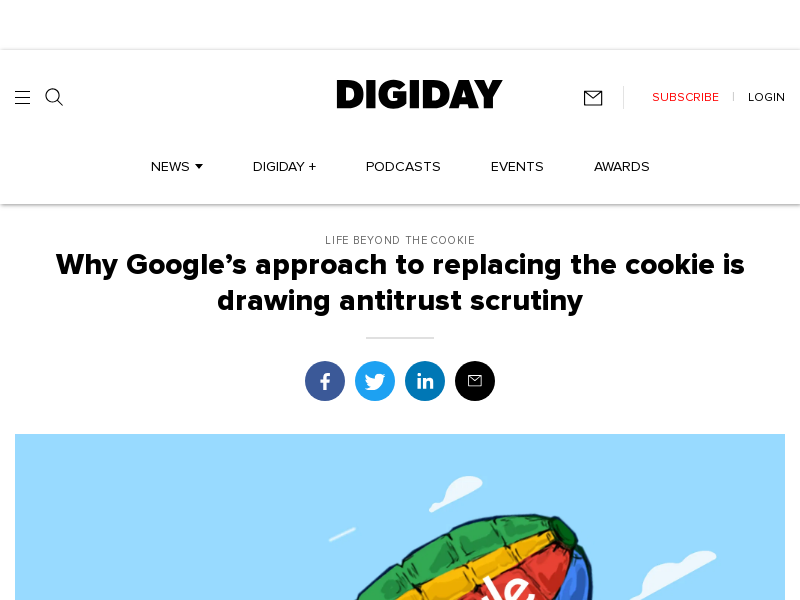 DIGIDAY
SUBSCRIBE
LOGIN
NEWS
DIGIDAY +
PODCASTS
EVENTS
AWARDS
LIFE BEYOND THE COOKIE
Why Google’s approach to replacing the cookie is
drawing antitrust scrutiny